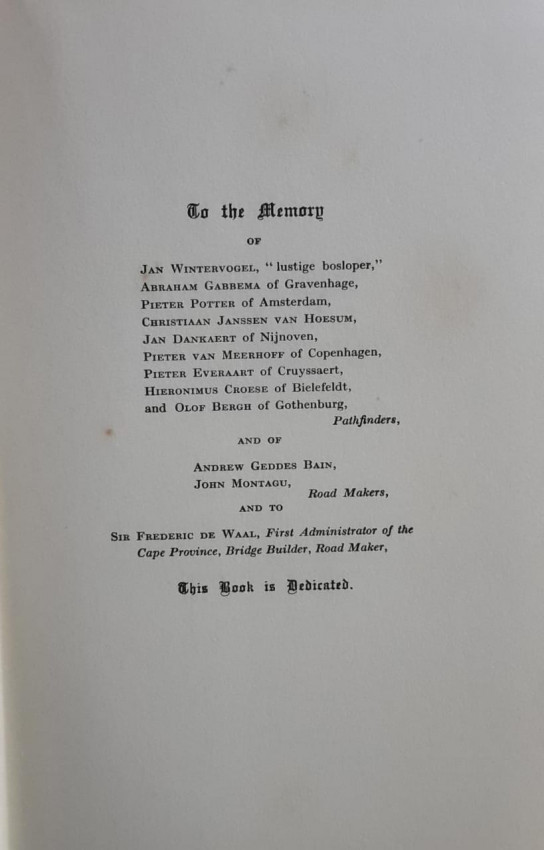 To the Memory
OF
JAN WINTERVOGEL, "lustige bosloper,"
ABRAHAM GABBEMA of Gravenhage,
PIETER POTTER of Amsterdam,
CHRISTIAAN JANSSEN VAN HOESUM,
JAN DANKAERT of Nijnoven,
PIETER VAN MEERHOFF of Copenhagen,
PIETER EVERAART of Cruyssaert,
HIERONIMUS CROESE of Bielefeldt,
and OLOF BERGH of Gothenburg,
Pathfinders,
AND OF
ANDREW GEDDES BAIN,
JOHN MONTAGU,
Road Makers,
AND TO
SIR FREDERIC DE WAAL, First Administrator of the
Cape Province, Bridge Builder, Road Maker,
This Book is Dedicated.